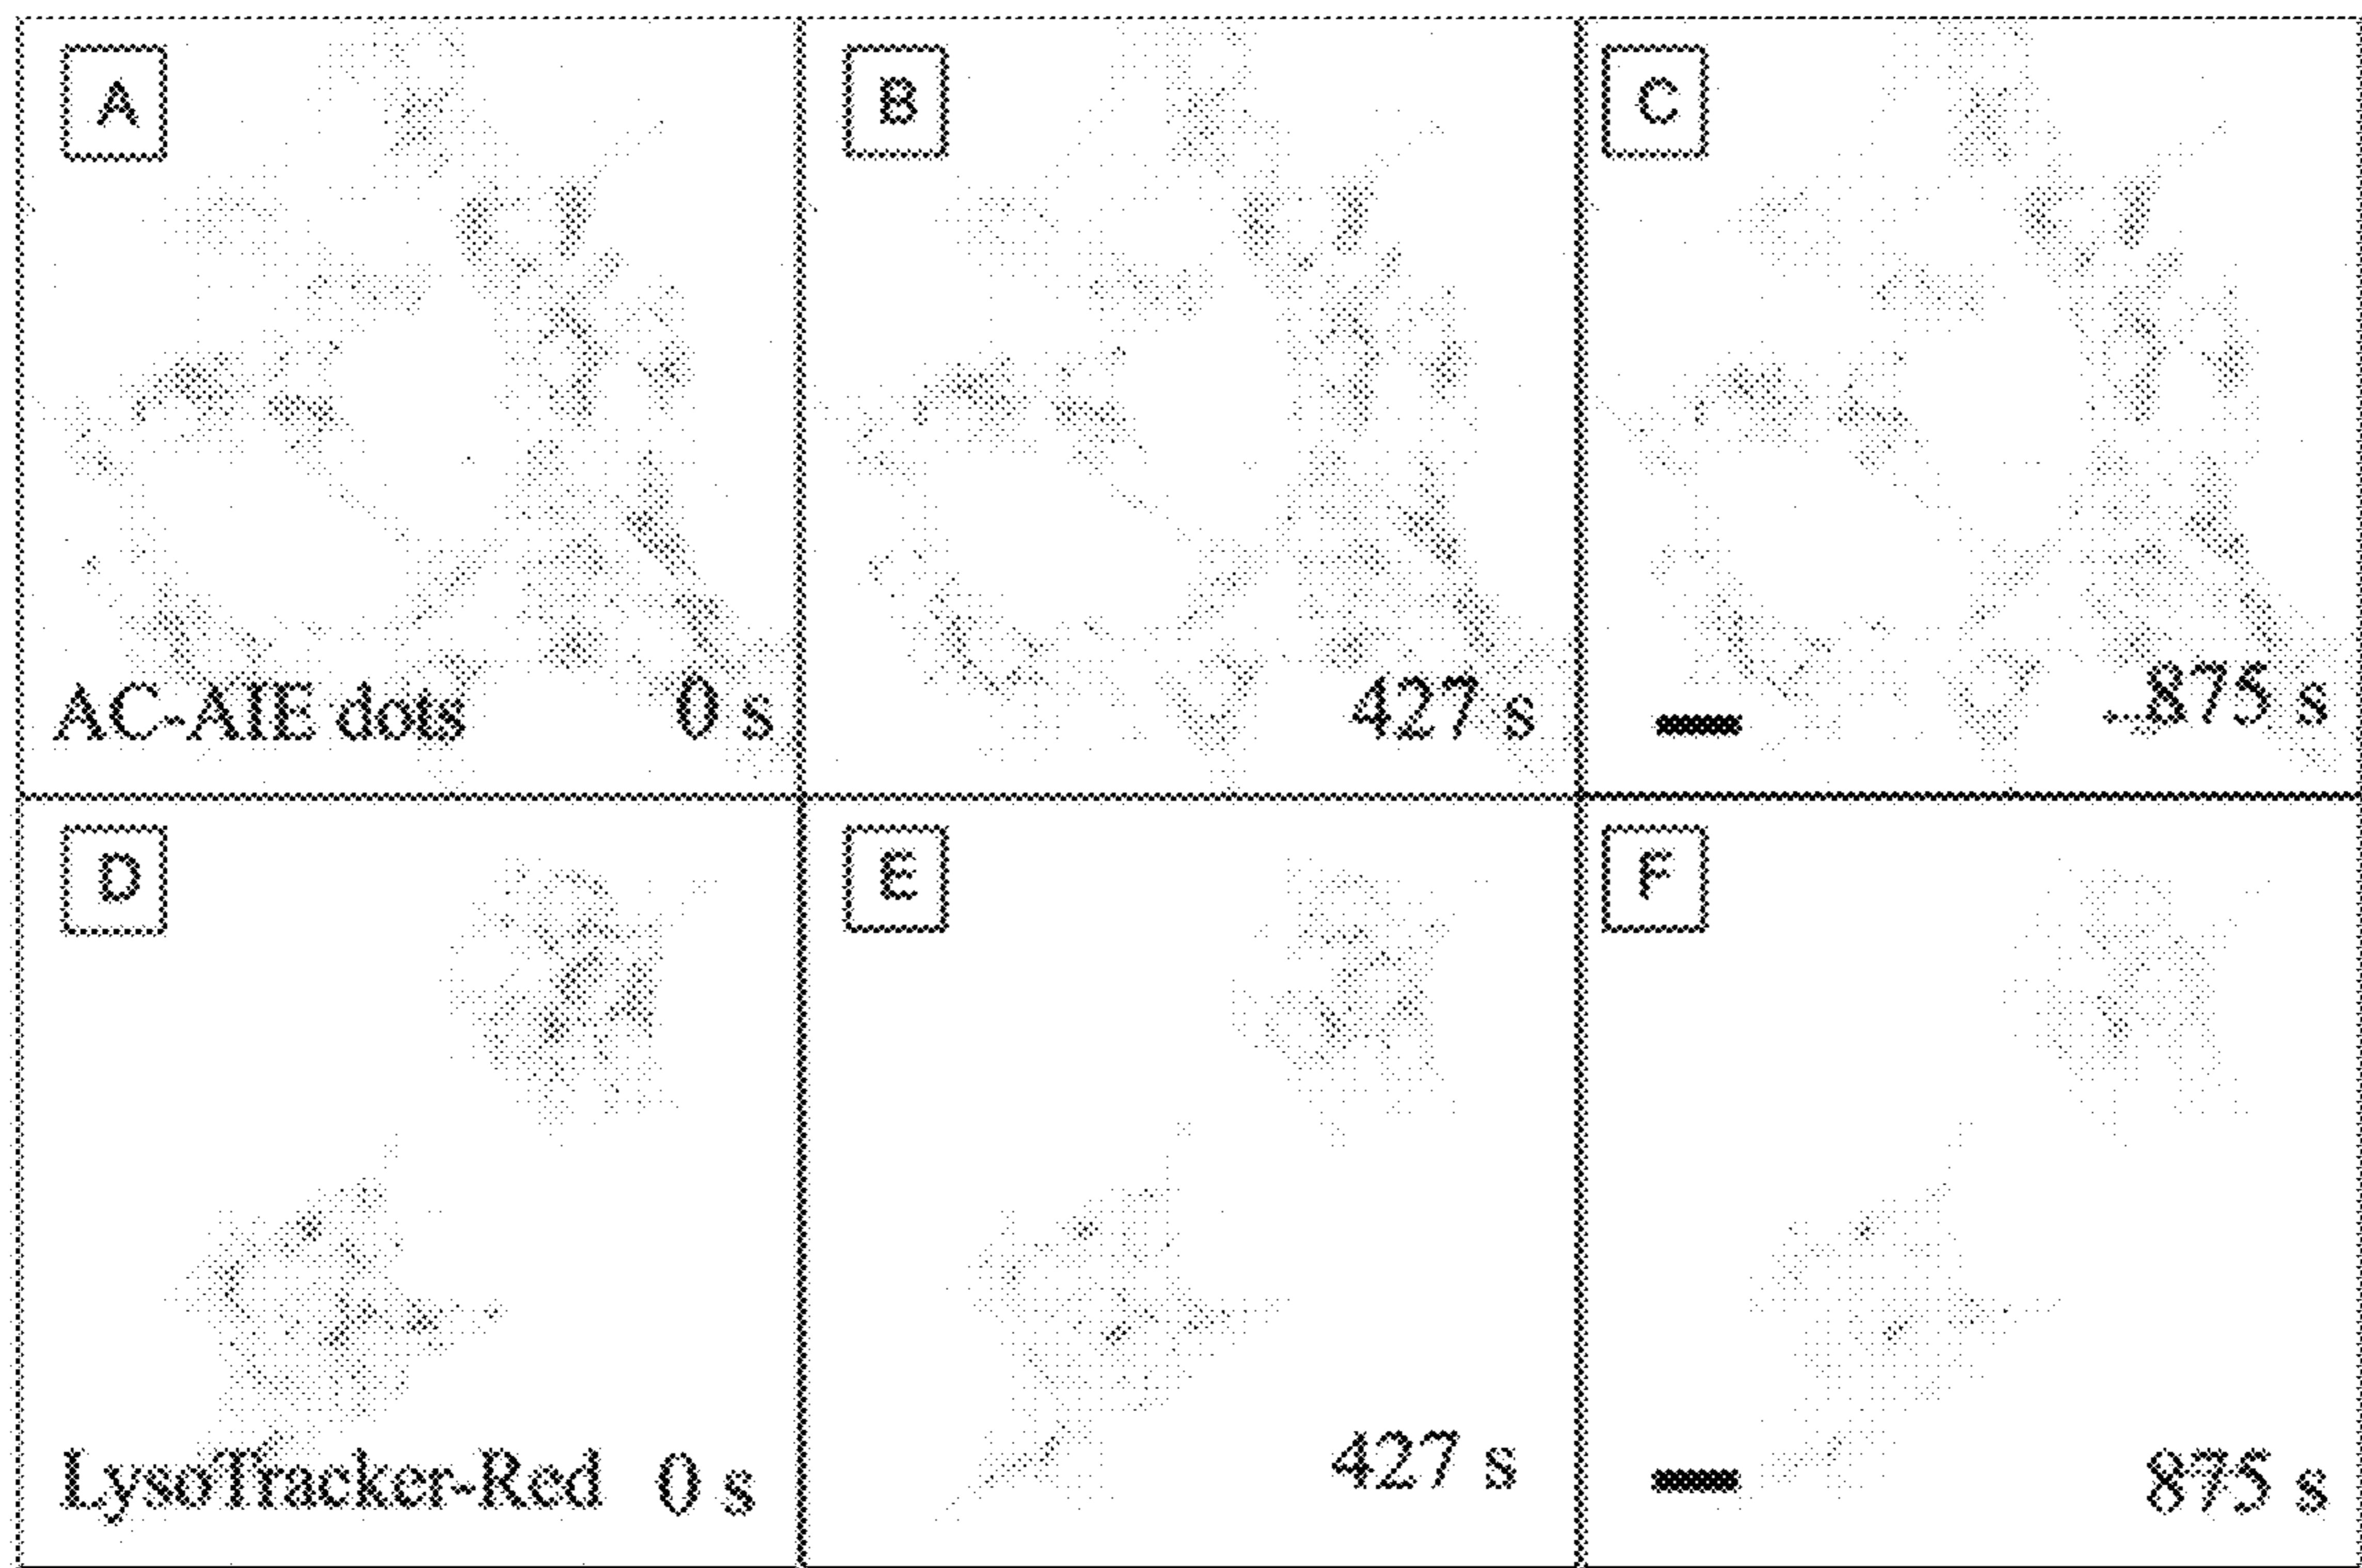 A
B
C
AC-AIE dots 0 s
427 s
875 s
D
E
F
LysoTracker-Red 0 s
427 s
875 s